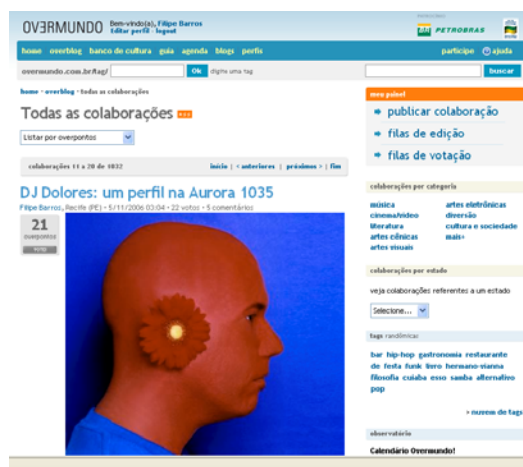 OVERMUNDO
Bem-vindo(a), Filipe Barros
Editar perfil - logout
PETROBRAS
home overblog banco de cultura guia agenda blogs perfis
participe ajuda
overmundo.com.br/tag/ Ok digite uma tag
buscar
home • overblog • todas as colaborações
Todas as colaborações
Listar por overpontos
colaborações 11 a 20 de 1032 início | < anteriores | próximos > | fim
DJ Dolores: um perfil na Aurora 1035
Filipe Barros, Recife (PE) · 5/11/2006 03:04 · 22 votos · 5 comentários
21
overpontos
meu painel
publicar colaboração
filas de edição
filas de votação
colaborações por categoria
música
cinema/vídeo
literatura
artes cênicas
artes visuais
artes eletrônicas
diversão
cultura e sociedade
mais»
colaborações por estado
veja colaborações referentes a um estado
Selecione...
tags randômicas
bar hip-hop gastronomia restaurante
de festa funk livro hermano-vianna
filosofia cuiaba esso samba alternativo
pop
» nuvem de tags
observatório
Calendário Overmundo!